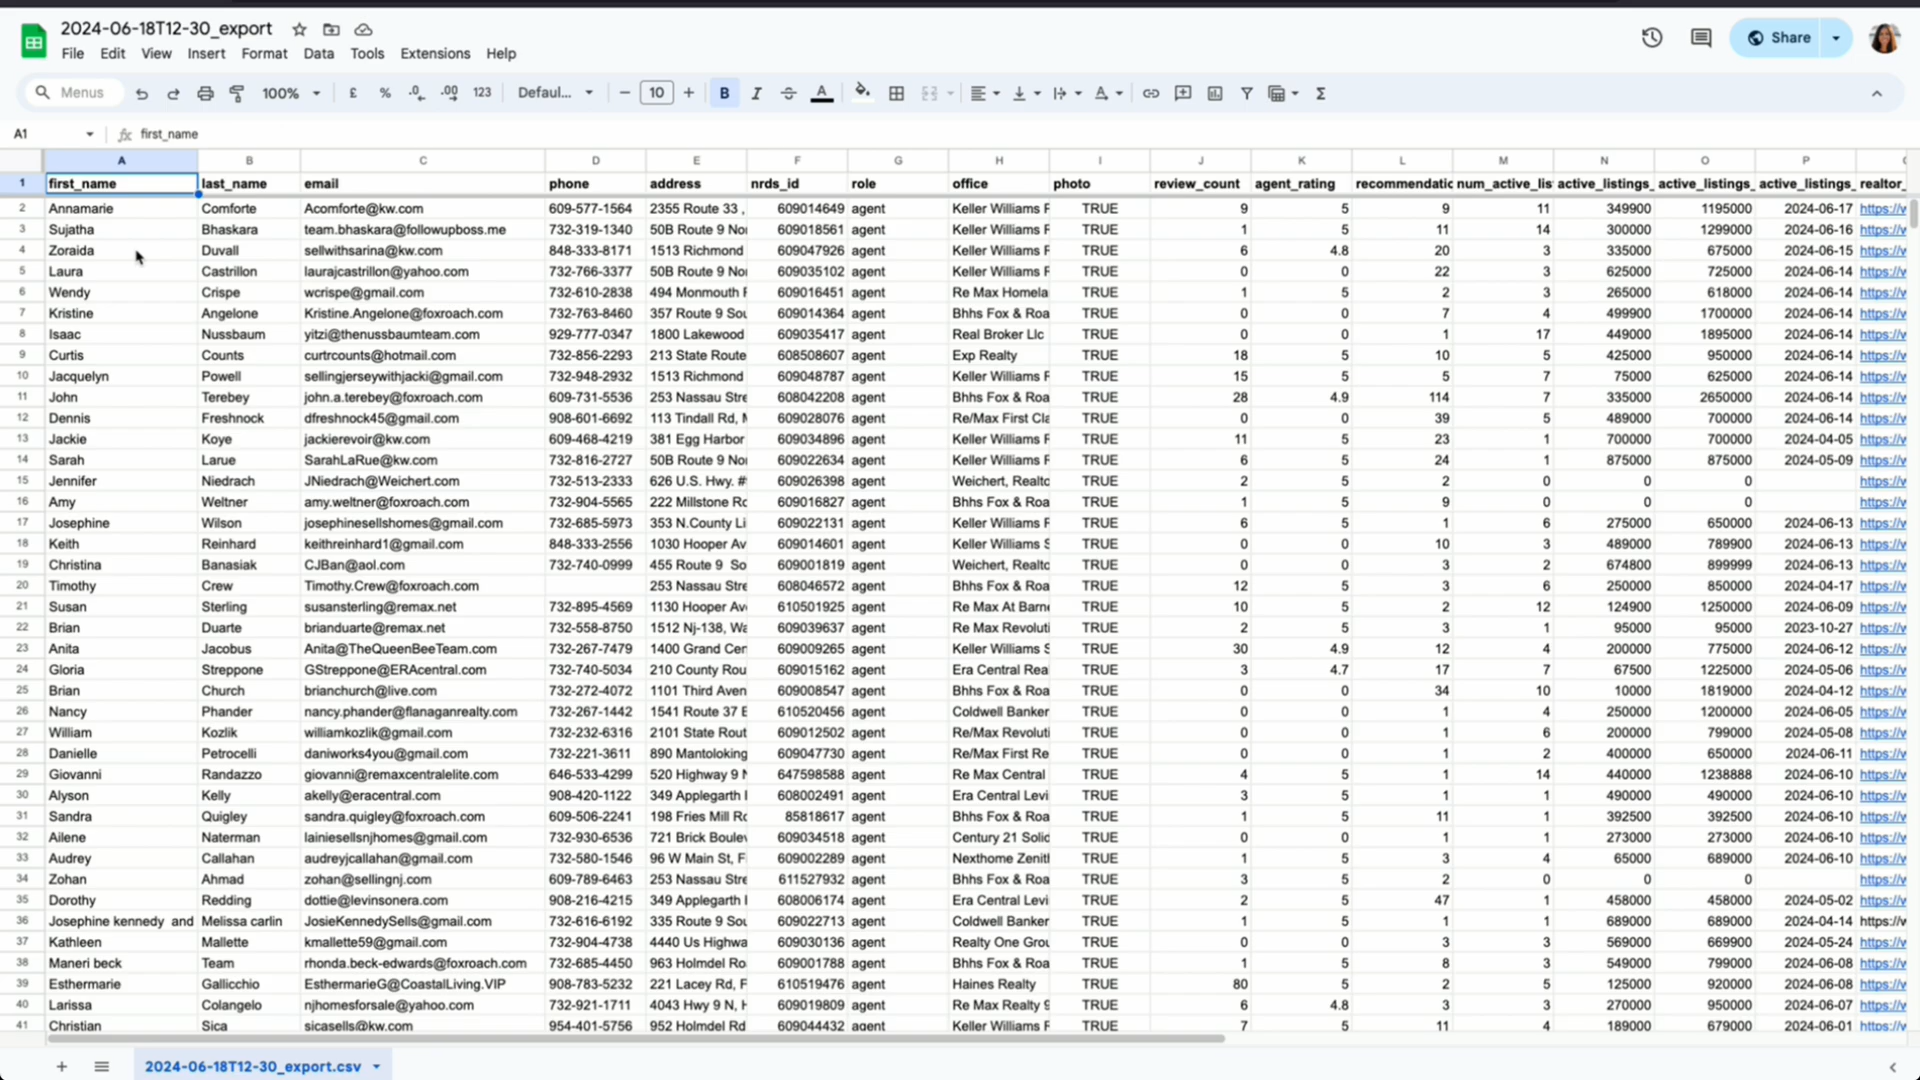 2024-06-18T12-30_export
File Edit View Insert Format Data Tools Extensions Help
Share
Menus 100% £ % .0 .00 123 Defaul... 10 B I A
A1 fx first_name
A B C D E F G H I J K L M N O P
1 first_name last_name email phone address nrds_id role office photo review_count agent_rating recommendatic num_active_lis active_listings_ active_listings_ active_listings_ realtor_
2 Annamarie Comforte Acomforte@kw.com 609-577-1564 2355 Route 33 , 609014649 agent Keller Williams F TRUE 9 5 9 11 349900 1195000 2024-06-17 https://w
3 Sujatha Bhaskara team.bhaskara@followupboss.me 732-319-1340 50B Route 9 Noi 609018561 agent Keller Williams F TRUE 1 5 11 14 300000 1299000 2024-06-16 https://w
4 Zoraida Duvall sellwithsarina@kw.com 848-333-8171 1513 Richmond 609047926 agent Keller Williams F TRUE 6 4.8 20 3 335000 675000 2024-06-15 https://w
5 Laura Castrillon laurajcastrillon@yahoo.com 732-766-3377 50B Route 9 Noi 609035102 agent Keller Williams F TRUE 0 0 22 3 625000 725000 2024-06-14 https://w
6 Wendy Crispe wcrispe@gmail.com 732-610-2838 494 Monmouth F 609016451 agent Re Max Homela TRUE 1 5 2 3 265000 618000 2024-06-14 https://w
7 Kristine Angelone Kristine.Angelone@foxroach.com 732-763-8460 357 Route 9 Sou 609014364 agent Bhhs Fox & Roa TRUE 0 0 7 4 499900 1700000 2024-06-14 https://w
8 Isaac Nussbaum yitzi@thenussbaumteam.com 929-777-0347 1800 Lakewood 609035417 agent Real Broker Llc TRUE 0 0 1 17 449000 1895000 2024-06-14 https://w
9 Curtis Counts curtrcounts@hotmail.com 732-856-2293 213 State Route 608508607 agent Exp Realty TRUE 18 5 10 5 425000 950000 2024-06-14 https://w
10 Jacquelyn Powell sellingjerseywithjacki@gmail.com 732-948-2932 1513 Richmond 609048787 agent Keller Williams F TRUE 15 5 5 7 75000 625000 2024-06-14 https://w
11 John Terebey john.a.terebey@foxroach.com 609-731-5536 253 Nassau Stre 608042208 agent Bhhs Fox & Roa TRUE 28 4.9 114 7 335000 2650000 2024-06-14 https://w
12 Dennis Freshnock dfreshnock45@gmail.com 908-601-6692 113 Tindall Rd, M 609028076 agent Re/Max First Cla TRUE 0 0 39 5 489000 700000 2024-06-14 https://w
13 Jackie Koye jackierevoir@kw.com 609-468-4219 381 Egg Harbor 609034896 agent Keller Williams F TRUE 11 5 23 1 700000 700000 2024-04-05 https://w
14 Sarah Larue SarahLaRue@kw.com 732-816-2727 50B Route 9 Noi 609022634 agent Keller Williams F TRUE 6 5 24 1 875000 875000 2024-05-09 https://w
15 Jennifer Niedrach JNiedrach@Weichert.com 732-513-2333 626 U.S. Hwy. # 609026398 agent Weichert, Realto TRUE 2 5 2 0 0 0 https://w
16 Amy Weltner amy.weltner@foxroach.com 732-904-5565 222 Millstone Rc 609016827 agent Bhhs Fox & Roa TRUE 1 5 9 0 0 0 https://w
17 Josephine Wilson josephinesellshomes@gmail.com 732-685-5973 353 N.County Li 609022131 agent Keller Williams F TRUE 6 5 1 6 275000 650000 2024-06-13 https://w
18 Keith Reinhard keithreinhard1@gmail.com 848-333-2556 1030 Hooper Av 609014601 agent Keller Williams S TRUE 0 0 10 3 489000 789900 2024-06-13 https://w
19 Christina Banasiak CJBan@aol.com 732-740-0999 455 Route 9 So 609001819 agent Weichert, Realto TRUE 0 0 3 2 674800 899999 2024-06-13 https://w
20 Timothy Crew Timothy.Crew@foxroach.com 253 Nassau Stre 608046572 agent Bhhs Fox & Roa TRUE 12 5 3 6 250000 850000 2024-04-17 https://w
21 Susan Sterling susansterling@remax.net 732-895-4569 1130 Hooper Av 610501925 agent Re Max At Barne TRUE 10 5 2 12 124900 1250000 2024-06-09 https://w
22 Brian Duarte brianduarte@remax.net 732-558-8750 1512 Nj-138, Wa 609039637 agent Re Max Revoluti TRUE 2 5 3 1 95000 95000 2023-10-27 https://w
23 Anita Jacobus Anita@TheQueenBeeTeam.com 732-267-7479 1400 Grand Cen 609009265 agent Keller Williams S TRUE 30 4.9 12 4 200000 775000 2024-06-12 https://w
24 Gloria Streppone GStreppone@ERAcentral.com 732-740-5034 210 County Rou 609015162 agent Era Central Rea TRUE 3 4.7 17 7 67500 1225000 2024-05-06 https://w
25 Brian Church brianchurch@live.com 732-272-4072 1101 Third Aven 609008547 agent Bhhs Fox & Roa TRUE 0 0 34 10 10000 1819000 2024-04-12 https://w
26 Nancy Phander nancy.phander@flanaganrealty.com 732-267-1442 1541 Route 37 E 610520456 agent Coldwell Banker TRUE 0 0 1 4 250000 1200000 2024-06-05 https://w
27 William Kozlik williamkozlik@gmail.com 732-232-6316 2101 State Rout 609012502 agent Re/Max Revoluti TRUE 0 0 1 6 200000 799000 2024-05-08 https://w
28 Danielle Petrocelli daniworks4you@gmail.com 732-221-3611 890 Mantoloking 609047730 agent Re/Max First Re TRUE 0 0 1 2 400000 650000 2024-06-11 https://w
29 Giovanni Randazzo giovanni@remaxcentralelite.com 646-533-4299 520 Highway 9 N 647598588 agent Re Max Central TRUE 4 5 1 14 440000 1238888 2024-06-10 https://w
30 Alyson Kelly akelly@eracentral.com 908-420-1122 349 Applegarth I 608002491 agent Era Central Levi TRUE 3 5 1 1 490000 490000 2024-06-10 https://w
31 Sandra Quigley sandra.quigley@foxroach.com 609-506-2241 198 Fries Mill Rc 85818617 agent Bhhs Fox & Roa TRUE 1 5 11 1 392500 392500 2024-06-10 https://w
32 Ailene Naterman lainiesellsnjhomes@gmail.com 732-930-6536 721 Brick Boulev 609034518 agent Century 21 Solid TRUE 0 0 1 1 273000 273000 2024-06-10 https://w
33 Audrey Callahan audreyjcallahan@gmail.com 732-580-1546 96 W Main St, F 609002289 agent Nexthome Zenitl TRUE 1 5 3 4 65000 689000 2024-06-10 https://w
34 Zohan Ahmad zohan@sellingnj.com 609-789-6463 253 Nassau Stre 611527932 agent Bhhs Fox & Roa TRUE 3 5 2 0 0 0 https://w
35 Dorothy Redding dottie@levinsonera.com 908-216-4215 349 Applegarth I 608006174 agent Era Central Levi TRUE 2 5 47 1 458000 458000 2024-05-02 https://w
36 Josephine kennedy and Melissa carlin JosieKennedySells@gmail.com 732-616-6192 335 Route 9 Sou 609022713 agent Coldwell Banker TRUE 1 5 1 1 689000 689000 2024-04-14 https://w
37 Kathleen Mallette kmallette59@gmail.com 732-904-4738 4440 Us Highwa 609030136 agent Realty One Grou TRUE 0 0 3 3 569000 669900 2024-05-24 https://w
38 Maneri beck Team rhonda.beck-edwards@foxroach.com 732-685-4450 963 Holmdel Ro 609001788 agent Bhhs Fox & Roa TRUE 1 5 8 3 549000 799000 2024-06-08 https://w
39 Esthermarie Gallicchio EsthermarieG@CoastalLiving.VIP 908-783-5232 221 Lacey Rd, F 610519476 agent Haines Realty TRUE 80 5 2 5 125000 920000 2024-06-08 https://w
40 Larissa Colangelo njhomesforsale@yahoo.com 732-921-1711 4043 Hwy 9 N, H 609019809 agent Re Max Realty 9 TRUE 6 4.8 3 3 270000 950000 2024-06-07 https://w
41 Christian Sica sicasells@kw.com 954-401-5756 952 Holmdel Rd 609044432 agent Keller Williams F TRUE 7 5 11 4 189000 679000 2024-06-01 https://w
2024-06-18T12-30_export.csv